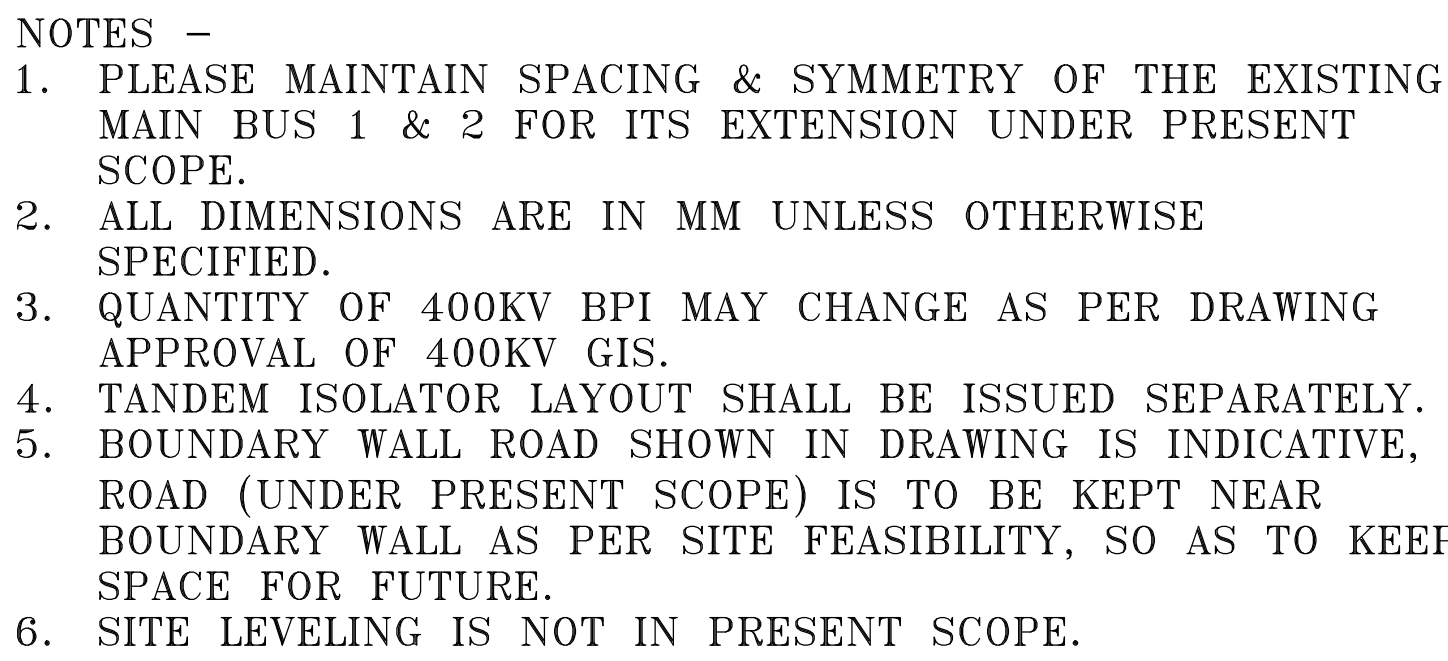 NOTES –
1. PLEASE MAINTAIN SPACING & SYMMETRY OF THE EXISTING
MAIN BUS 1 & 2 FOR ITS EXTENSION UNDER PRESENT
SCOPE.
2. ALL DIMENSIONS ARE IN MM UNLESS OTHERWISE
SPECIFIED.
3. QUANTITY OF 400KV BPI MAY CHANGE AS PER DRAWING
APPROVAL OF 400KV GIS.
4. TANDEM ISOLATOR LAYOUT SHALL BE ISSUED SEPARATELY.
5. BOUNDARY WALL ROAD SHOWN IN DRAWING IS INDICATIVE,
ROAD (UNDER PRESENT SCOPE) IS TO BE KEPT NEAR
BOUNDARY WALL AS PER SITE FEASIBILITY, SO AS TO KEEP
SPACE FOR FUTURE.
6. SITE LEVELING IS NOT IN PRESENT SCOPE.